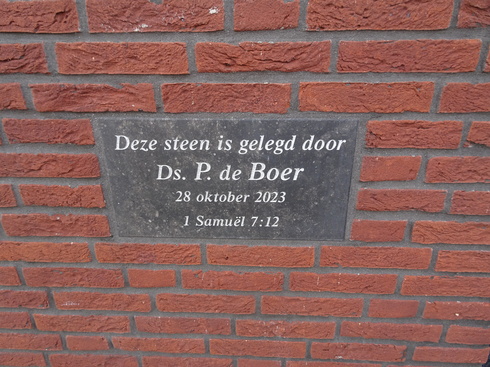 Deze steen is gelegd door
Ds. P. de Boer
28 oktober 2023
1 Samuël 7:12